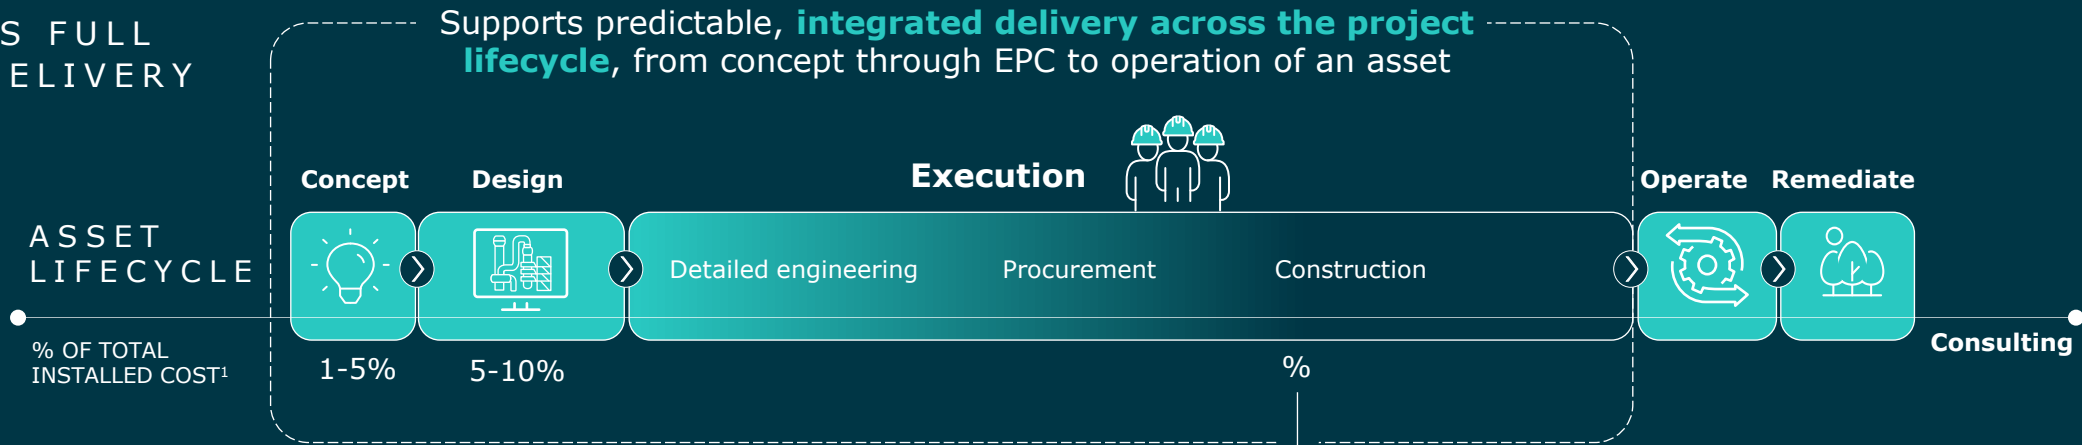 S FULL
ELIVERY
Supports predictable, integrated delivery across the project
lifecycle, from concept through EPC to operation of an asset
Concept
Design
Execution
Operate
Remediate
ASSET
LIFECYCLE
Detailed engineering
Procurement
Construction
% OF TOTAL
INSTALLED COST¹
1-5%
5-10%
%
Consulting